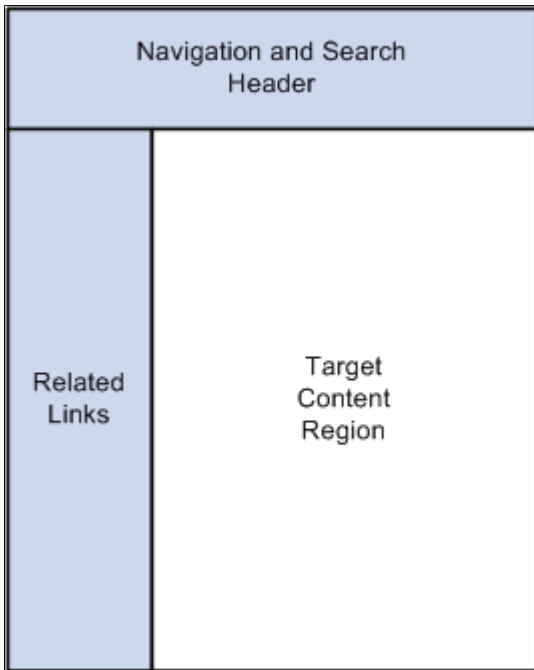 Navigation and Search
Header
Related
Links
Target
Content
Region